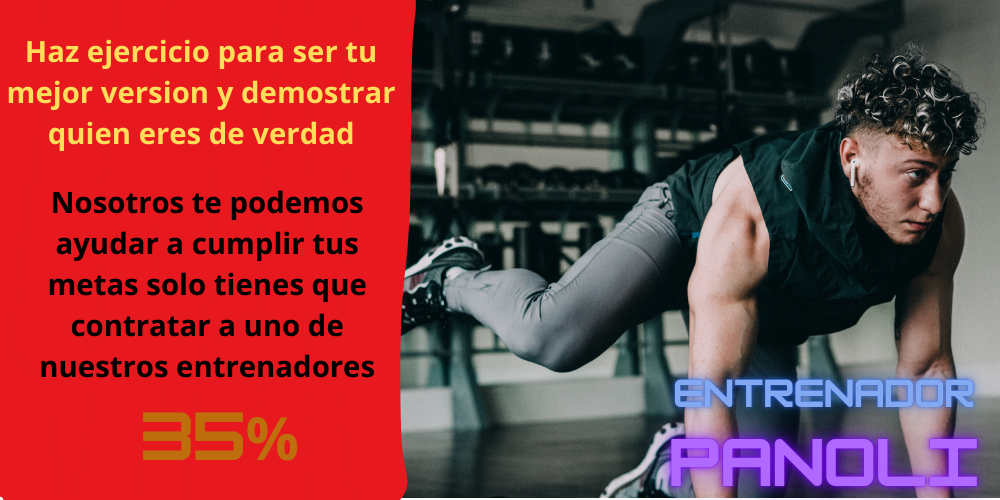 Haz ejercicio para ser tu
mejor version y demostrar
quien eres de verdad
Nosotros te podemos
ayudar a cumplir tus
metas solo tienes que
contratar a uno de
nuestros entrenadores
35%
ENTRENADOR
PANOLI